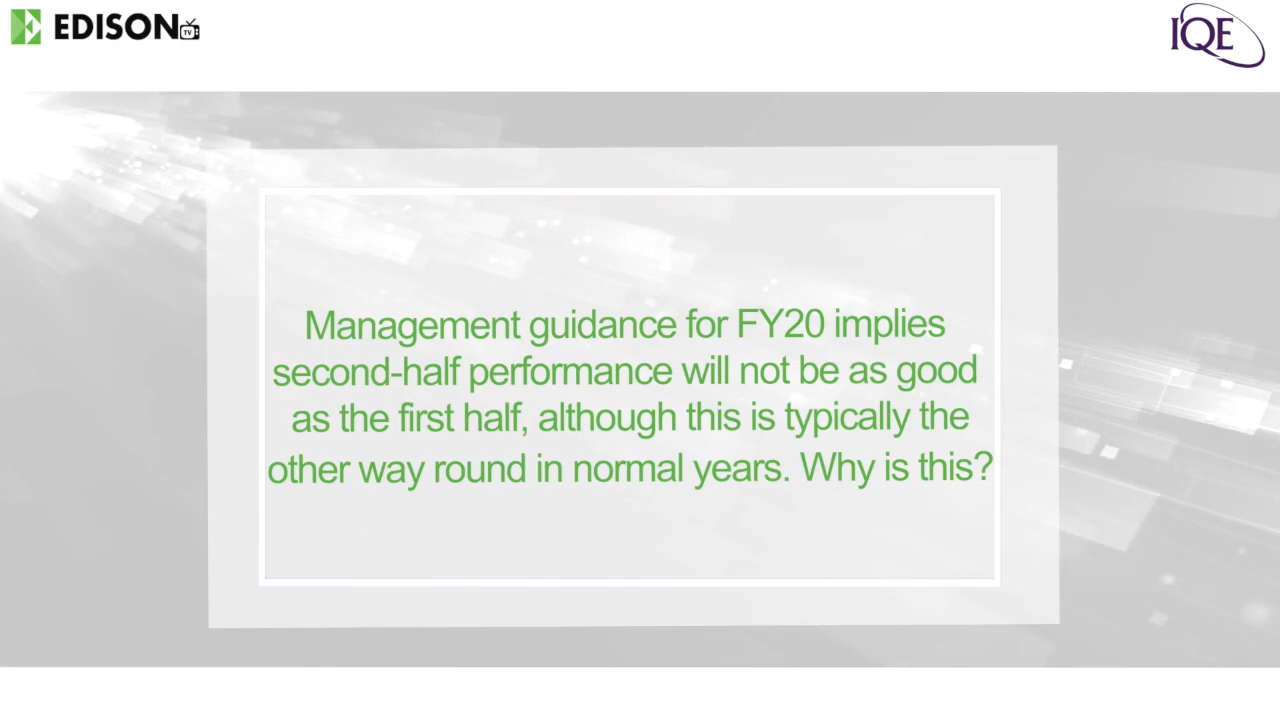 EDISON TV
IQE
Management guidance for FY20 implies
second-half performance will not be as good
as the first half, although this is typically the
other way round in normal years. Why is this?